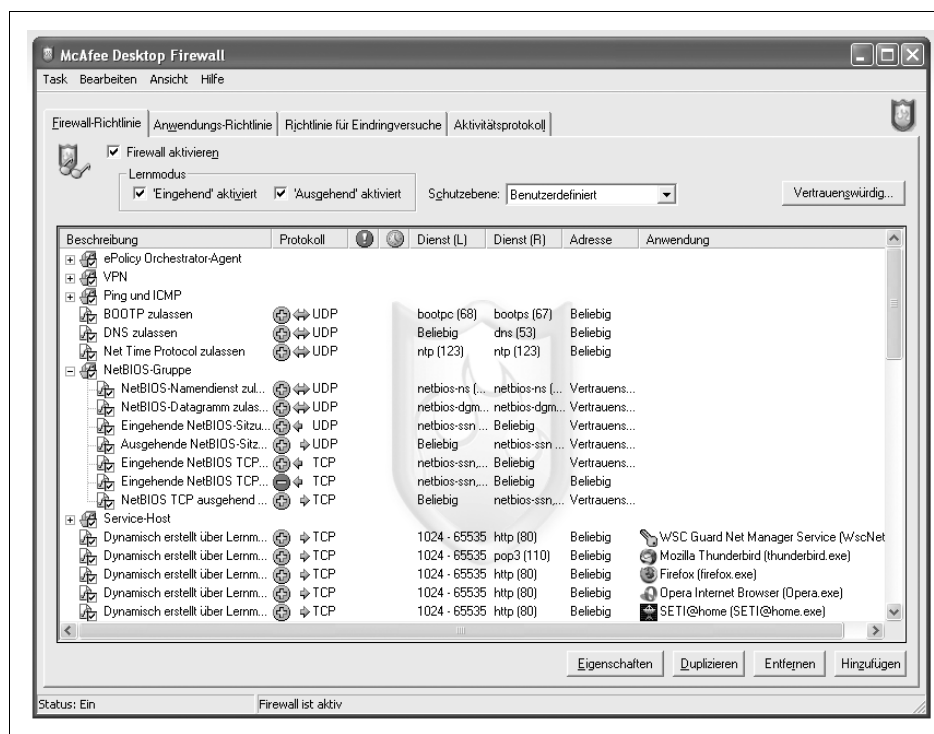 McAfee Desktop Firewall
Task Bearbeiten Ansicht Hilfe
Firewall-Richtlinie Anwendungs-Richtlinie Richtlinie für Eindringversuche Aktivitätsprotokoll
Firewall aktivieren
Lernmodus
'Eingehend' aktiviert 'Ausgehend' aktiviert Schutzebene: Benutzerdefiniert Vertrauenswürdig...
Beschreibung Protokoll Dienst (L) Dienst (R) Adresse Anwendung
ePolicy Orchestrator-Agent
VPN
Ping und ICMP
BOOTP zulassen UDP bootpc (68) bootps (67) Beliebig
DNS zulassen UDP Beliebig dns (53) Beliebig
Net Time Protocol zulassen UDP ntp (123) ntp (123) Beliebig
NetBIOS-Gruppe
NetBIOS-Namendienst zul... UDP netbios-ns (... netbios-ns (... Vertrauens...
NetBIOS-Datagramm zulas... UDP netbios-dgm... netbios-dgm... Vertrauens...
Eingehende NetBIOS-Sitzu... UDP netbios-ssn ... Beliebig Vertrauens...
Ausgehende NetBIOS-Sitz... UDP Beliebig netbios-ssn ... Vertrauens...
Eingehende NetBIOS TCP... TCP netbios-ssn,... Beliebig Vertrauens...
Eingehende NetBIOS TCP... TCP netbios-ssn,... Beliebig Beliebig
NetBIOS TCP ausgehend ... TCP Beliebig netbios-ssn,... Vertrauens...
Service-Host
Dynamisch erstellt über Lernm... TCP 1024 - 65535 http (80) Beliebig WSC Guard Net Manager Service (WscNet
Dynamisch erstellt über Lernm... TCP 1024 - 65535 pop3 (110) Beliebig Mozilla Thunderbird (thunderbird.exe)
Dynamisch erstellt über Lernm... TCP 1024 - 65535 http (80) Beliebig Firefox (firefox.exe)
Dynamisch erstellt über Lernm... TCP 1024 - 65535 http (80) Beliebig Opera Internet Browser (Opera.exe)
Dynamisch erstellt über Lernm... TCP 1024 - 65535 http (80) Beliebig SETI@home (SETI@home.exe)
Eigenschaften Duplizieren Entfernen Hinzufügen
Status: Ein Firewall ist aktiv